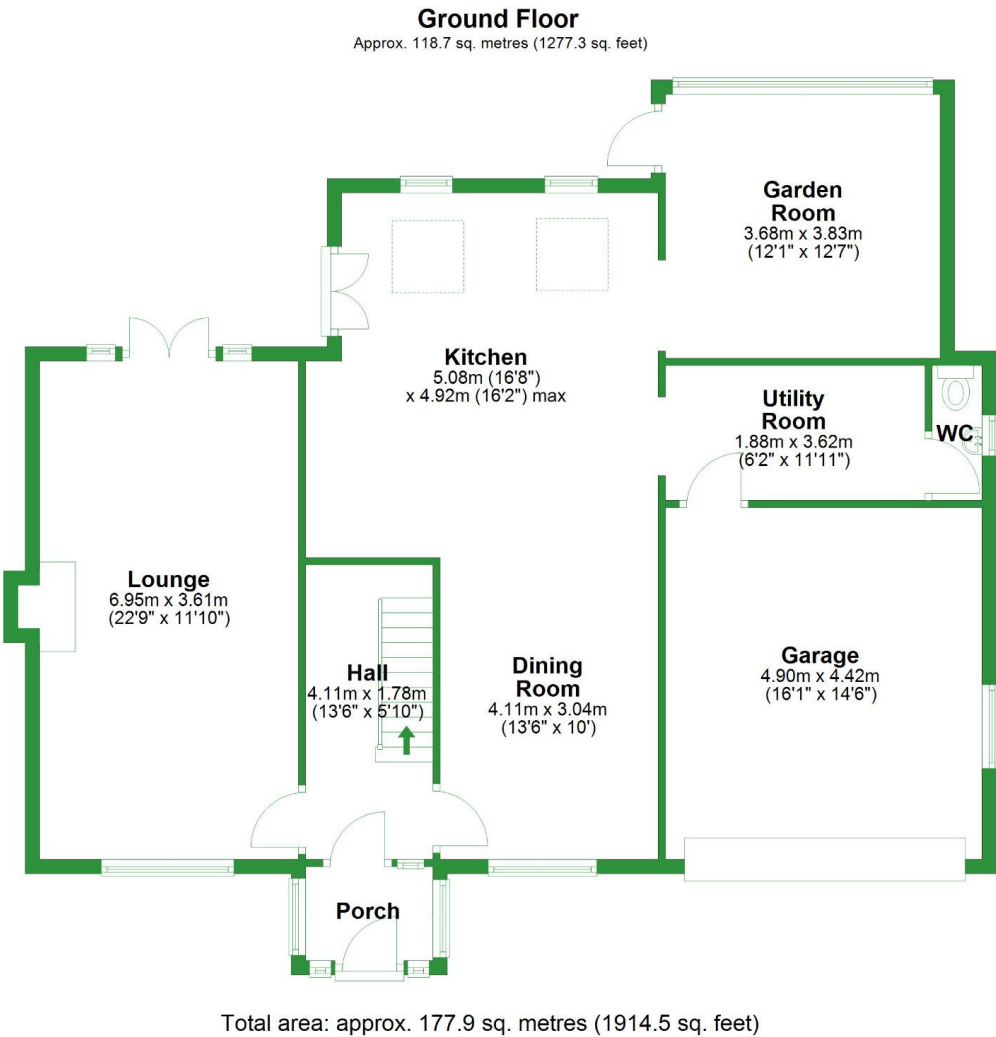 Ground Floor
Approx. 118.7 sq. metres (1277.3 sq. feet)
Garden
Room
3.68m x 3.83m
(12'1" x 12'7")
Kitchen
5.08m (16'8")
x 4.92m (16'2") max
Utility
Room
1.88m x 3.62m
(6'2" x 11'11")
WC
Lounge
6.95m x 3.61m
(22'9" x 11'10")
Hall
4.11m x 1.78m
(13'6" x 5'10")
Dining
Room
4.11m x 3.04m
(13'6" x 10')
Garage
4.90m x 4.42m
(16'1" x 14'6")
Porch
Total area: approx. 177.9 sq. metres (1914.5 sq. feet)